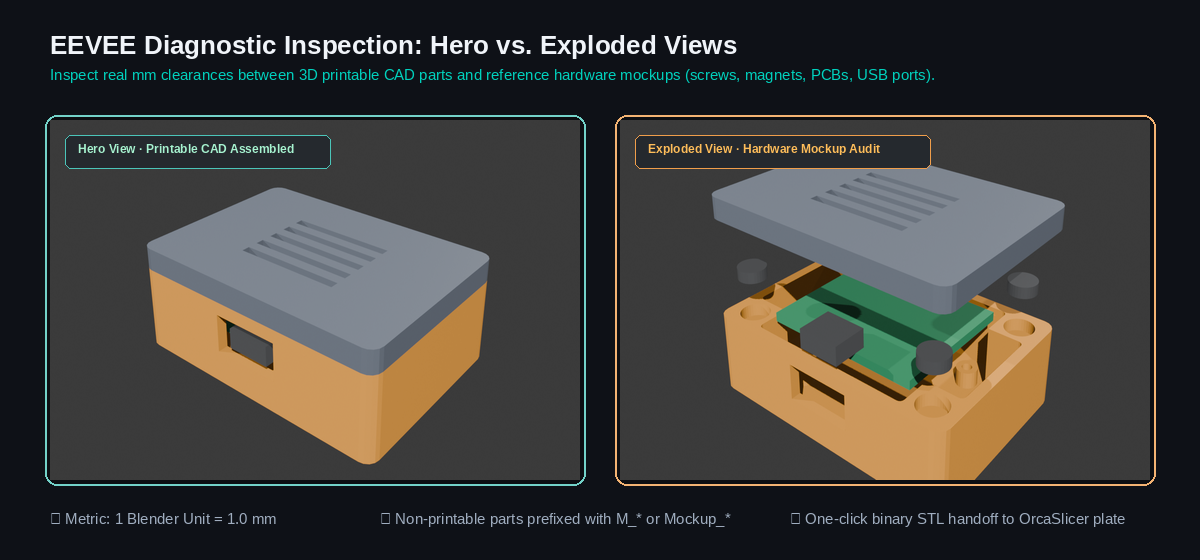 EEVEE Diagnostic Inspection: Hero vs. Exploded Views
Inspect real mm clearances between 3D printable CAD parts and reference hardware mockups (screws, magnets, PCBs, USB ports).
Hero View · Printable CAD Assembled
Exploded View · Hardware Mockup Audit
Metric: 1 Blender Unit = 1.0 mm
Non-printable parts prefixed with M_* or Mockup_*
One-click binary STL handoff to OrcaSlicer plate